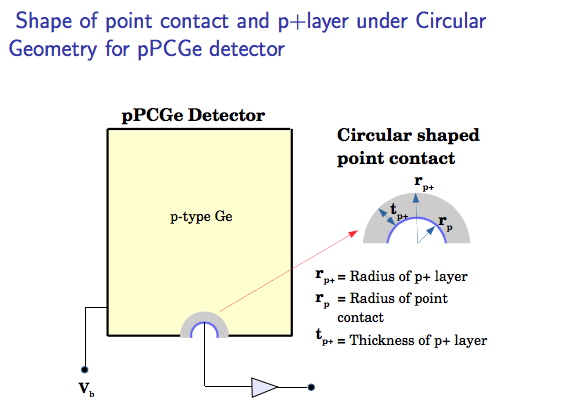 Shape of point contact and p+layer under Circular
Geometry for pPCGe detector
pPCGe Detector
p-type Ge
V_b
Circular shaped
point contact
r_p+
t_p+
r_p
r_p+ = Radius of p+ layer
r_p = Radius of point
contact
t_p+ = Thickness of p+ layer